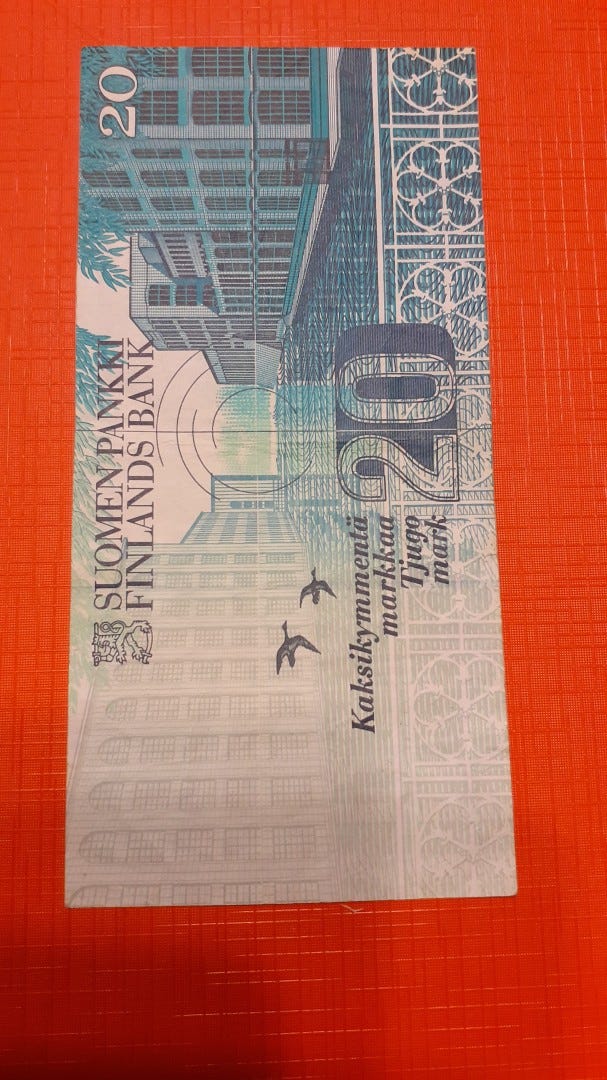 SUOMEN PANKKI
FINLANDS BANK
20
20
Kaksikymmentä
markkaa
Tjugo
mark